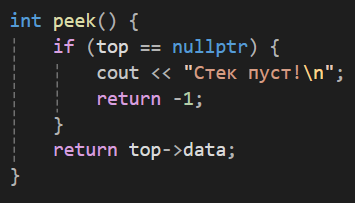 int peek() {
    if (top == nullptr) {
        cout << "Стек пуст!\n";
        return -1;
    }
    return top->data;
}